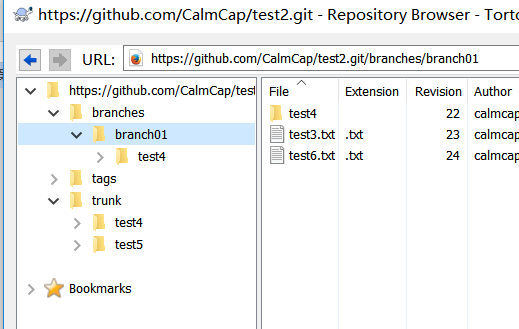 https://github.com/CalmCap/test2.git - Repository Browser - Torto
URL: https://github.com/CalmCap/test2.git/branches/branch01
https://github.com/CalmCap/test
branches
branch01
test4
tags
trunk
test4
test5
Bookmarks
File Extension Revision Author
test4 22 calmcap
test3.txt .txt 23 calmcap
test6.txt .txt 24 calmcap